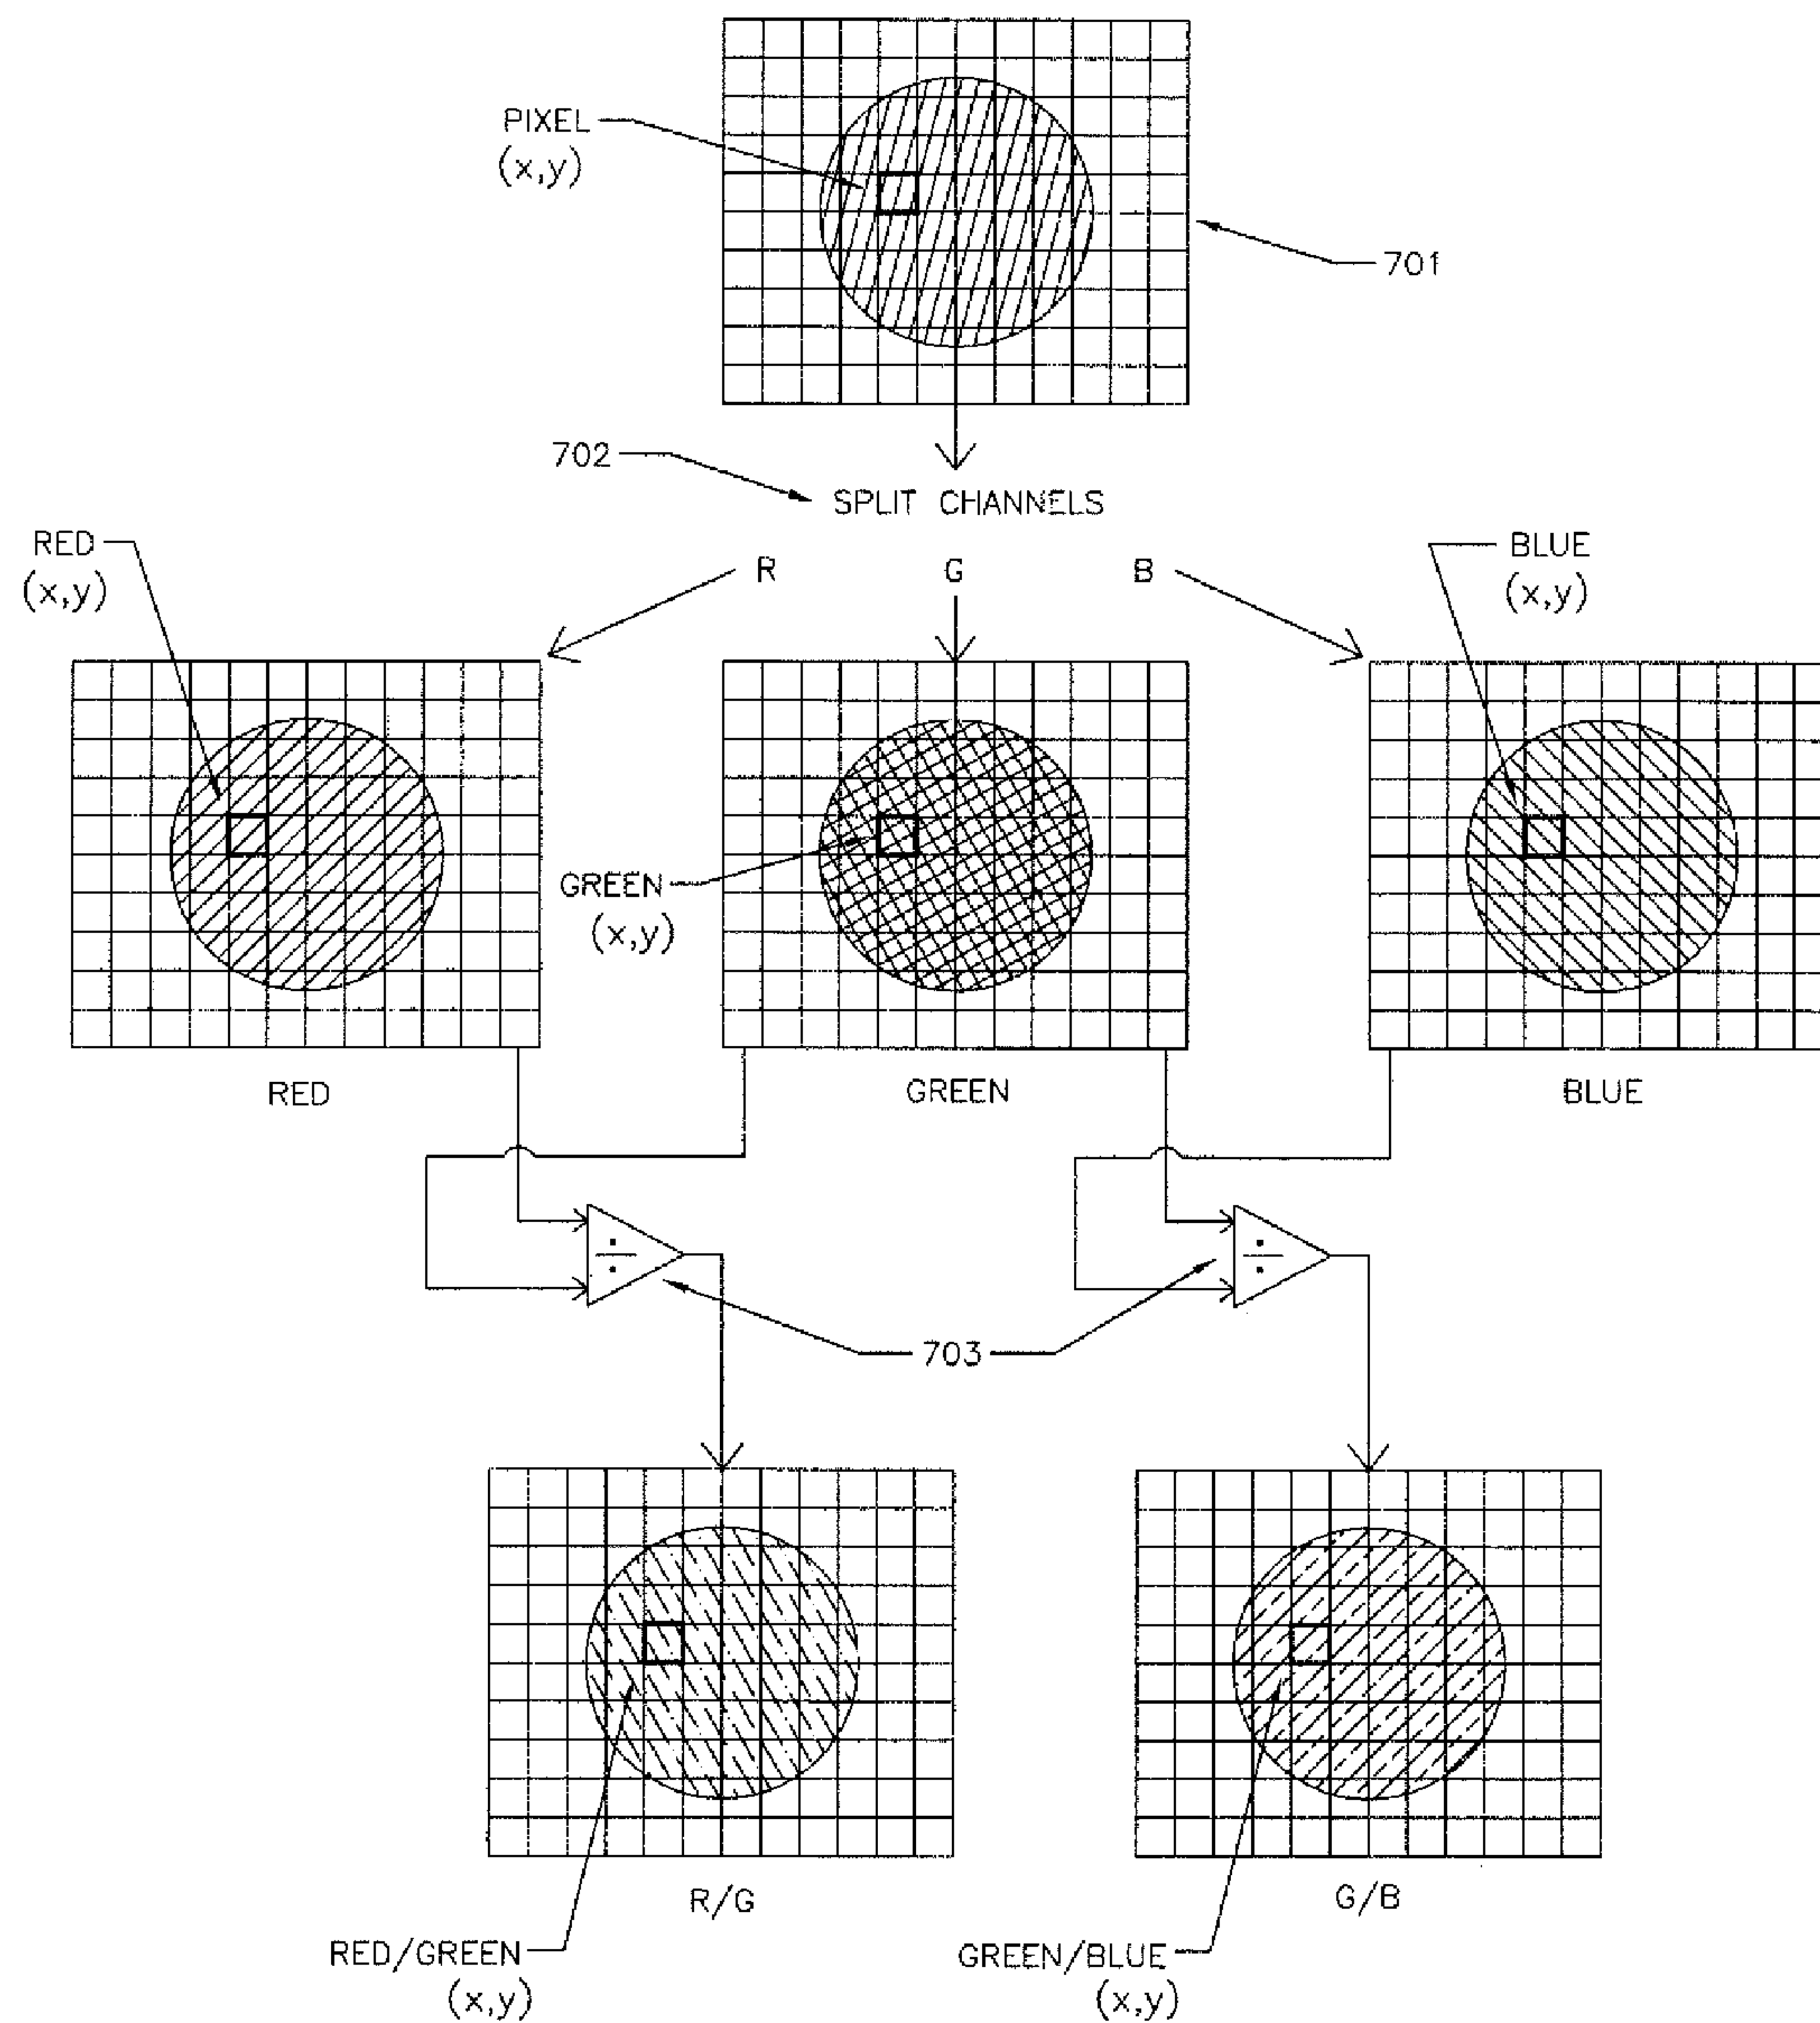 PIXEL
(x,y)
701
702
SPLIT CHANNELS
RED
(x,y)
R G B
BLUE
(x,y)
GREEN
(x,y)
RED GREEN BLUE
÷ ÷
703
R/G G/B
RED/GREEN
(x,y)
GREEN/BLUE
(x,y)